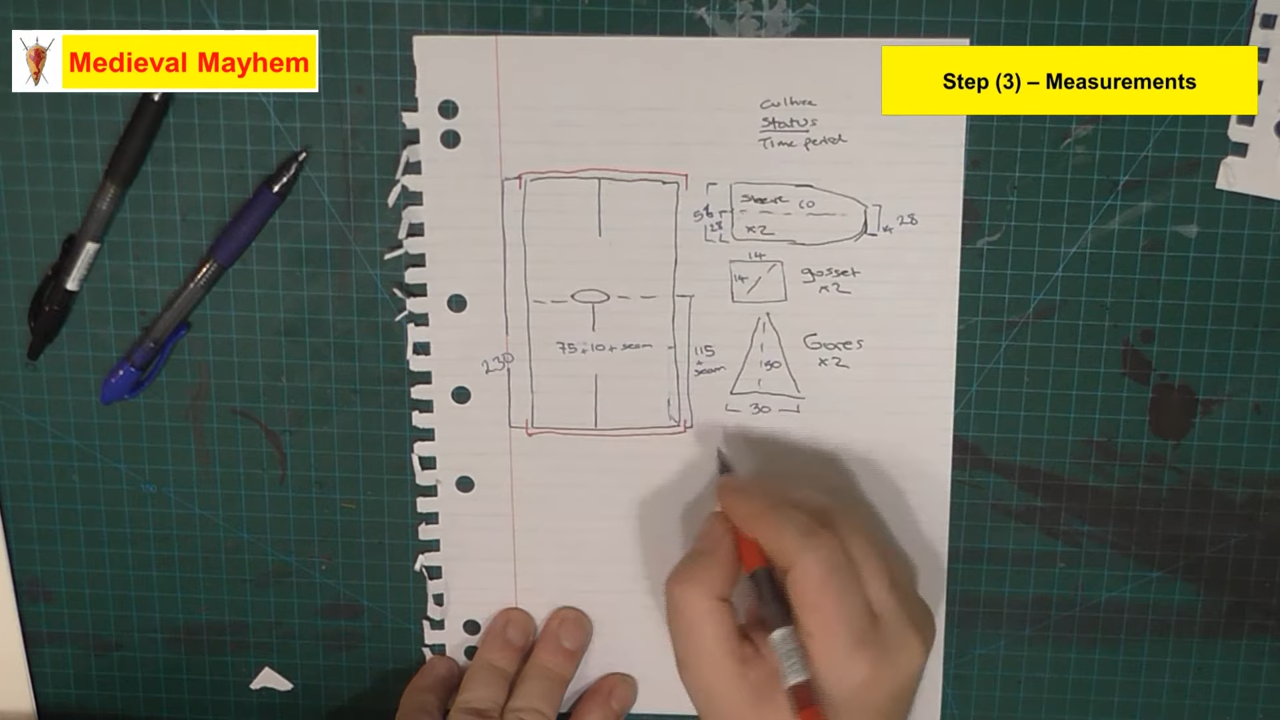 Medieval Mayhem
Step (3) – Measurements
Culture
Status
Time period
Sleeve 60
x2
56
28
28
14
14
gosset
x2
75+10+seam
230
115
+
seam
Gores
x2
30